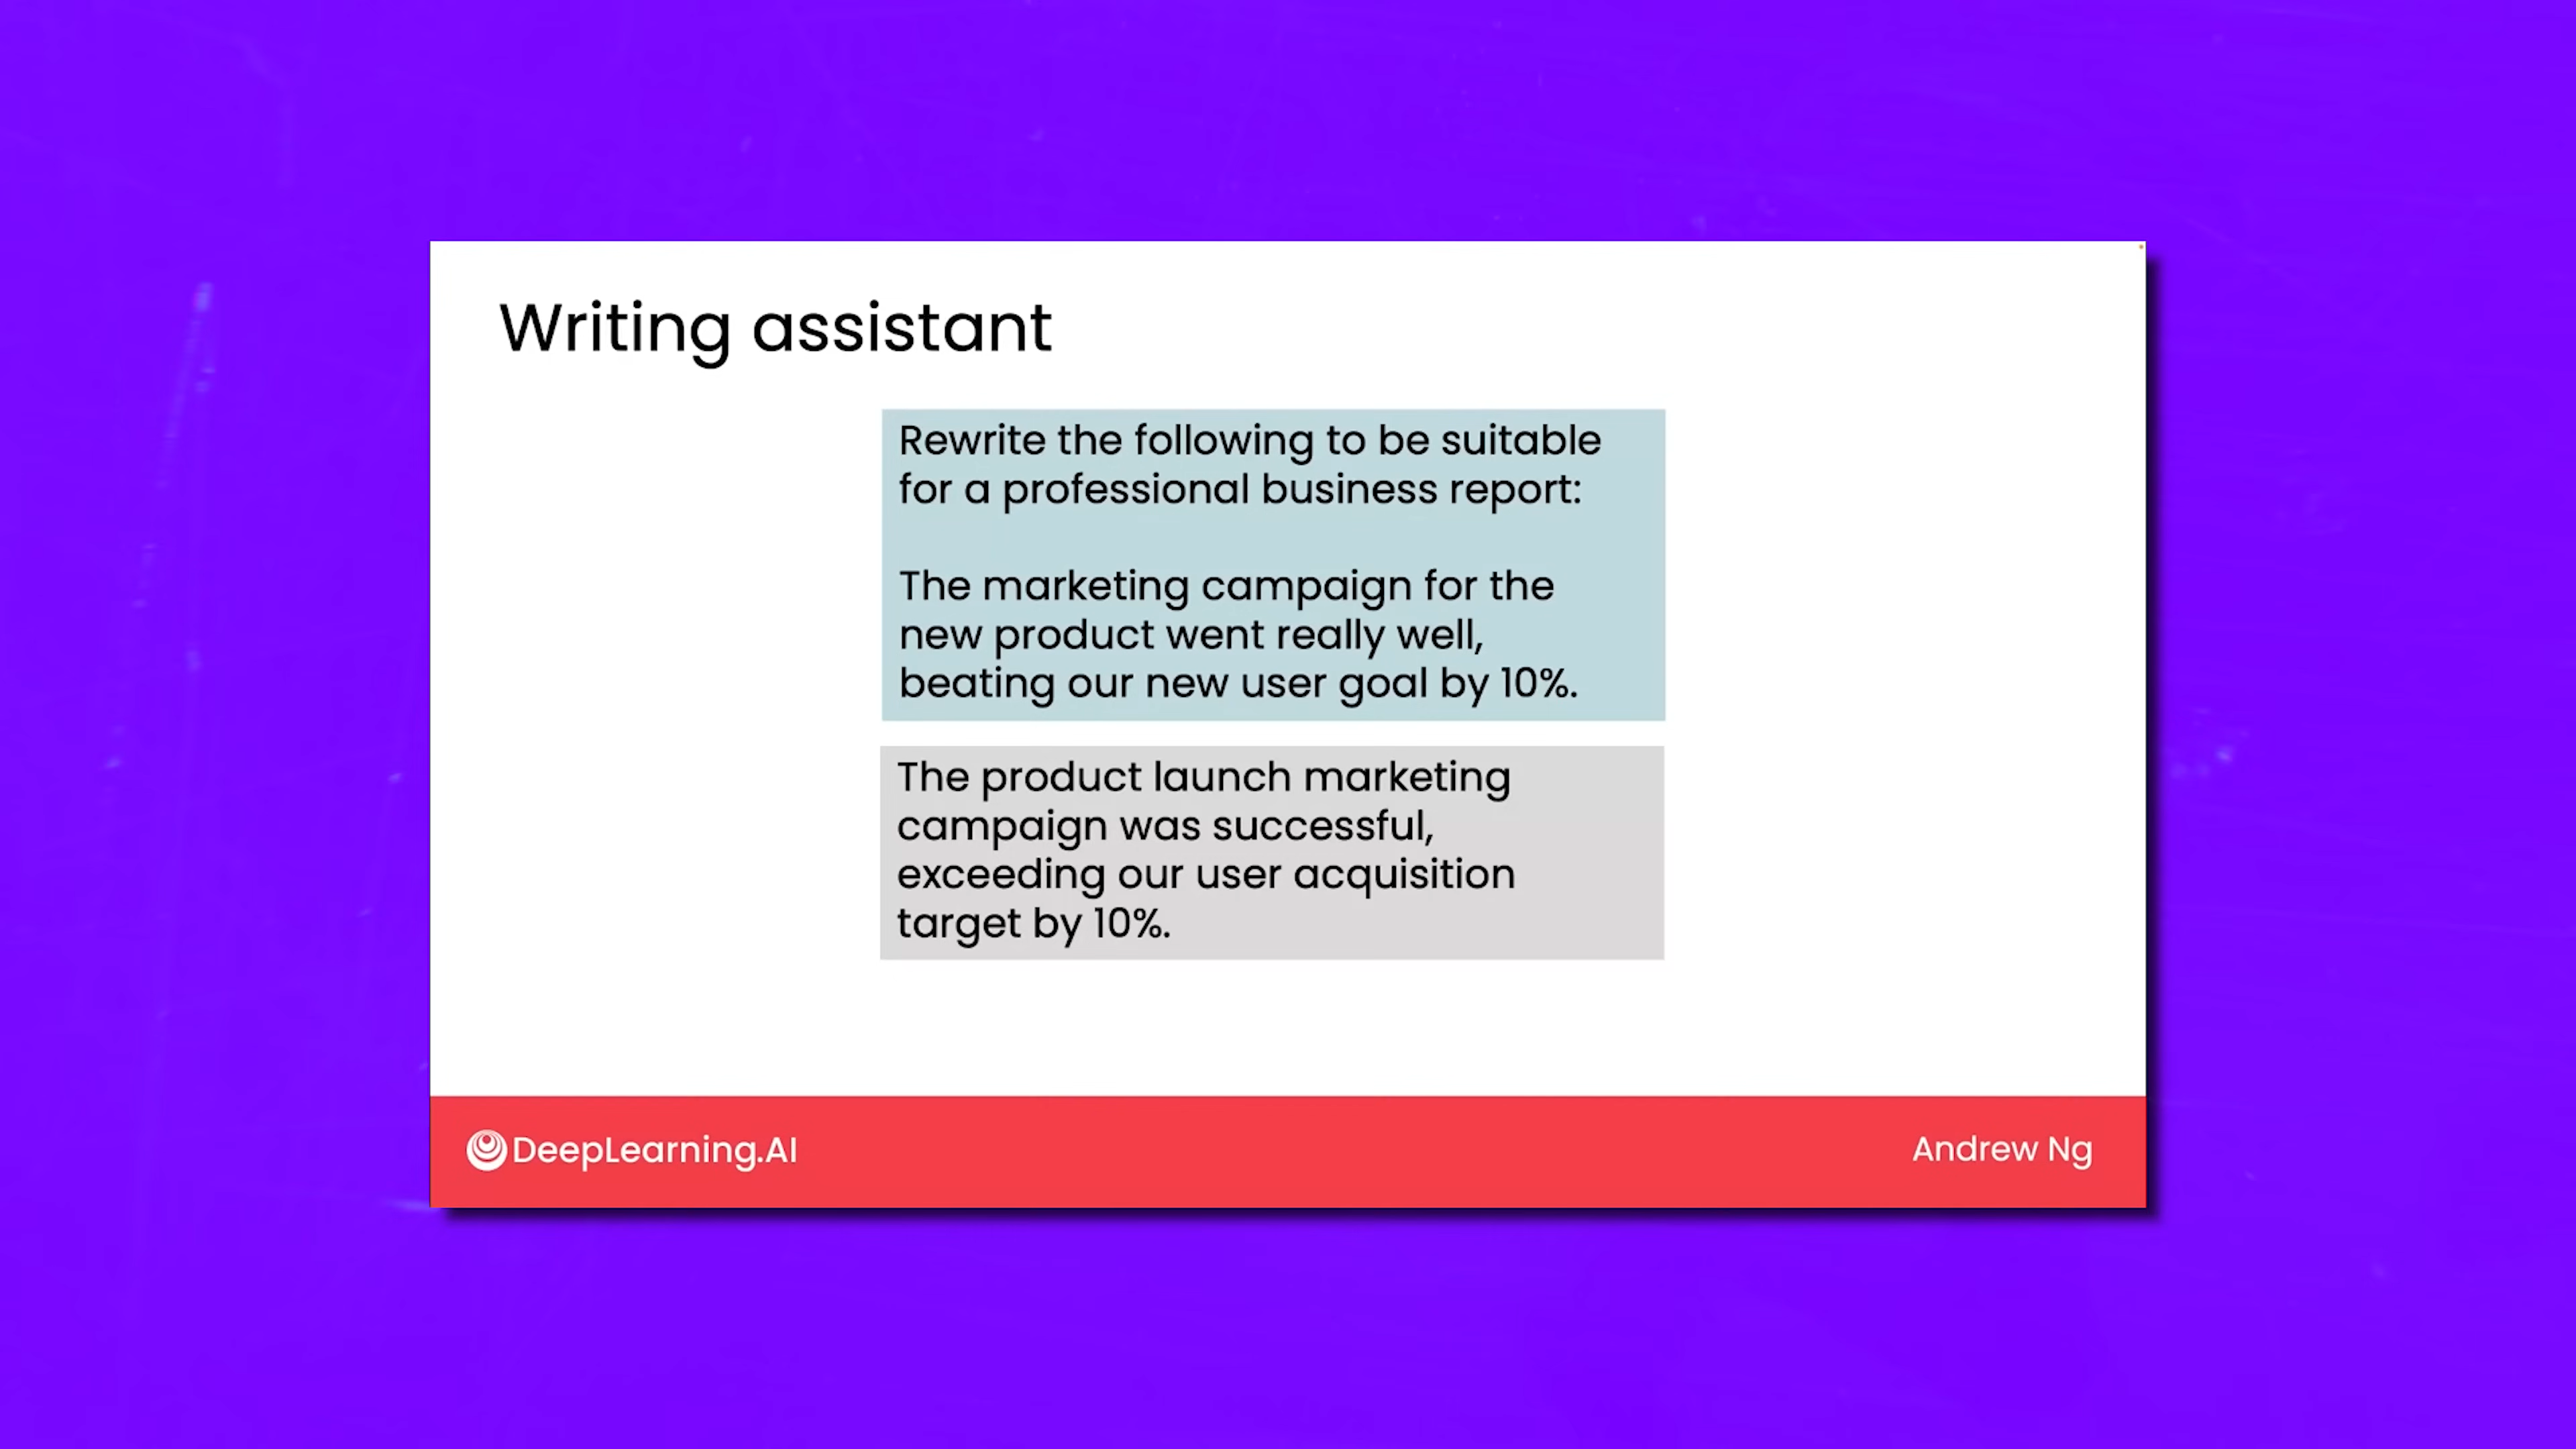 Writing assistant
Rewrite the following to be suitable
for a professional business report:
The marketing campaign for the
new product went really well,
beating our new user goal by 10%.
The product launch marketing
campaign was successful,
exceeding our user acquisition
target by 10%.
DeepLearning.AI
Andrew Ng